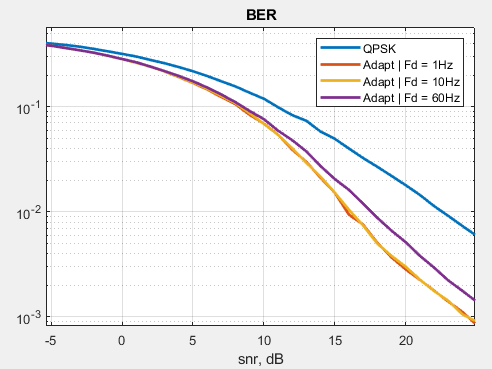 BER
QPSK
Adapt | Fd = 1Hz
Adapt | Fd = 10Hz
Adapt | Fd = 60Hz
10-1
10-2
10-3
-5 0 5 10 15 20
snr, dB